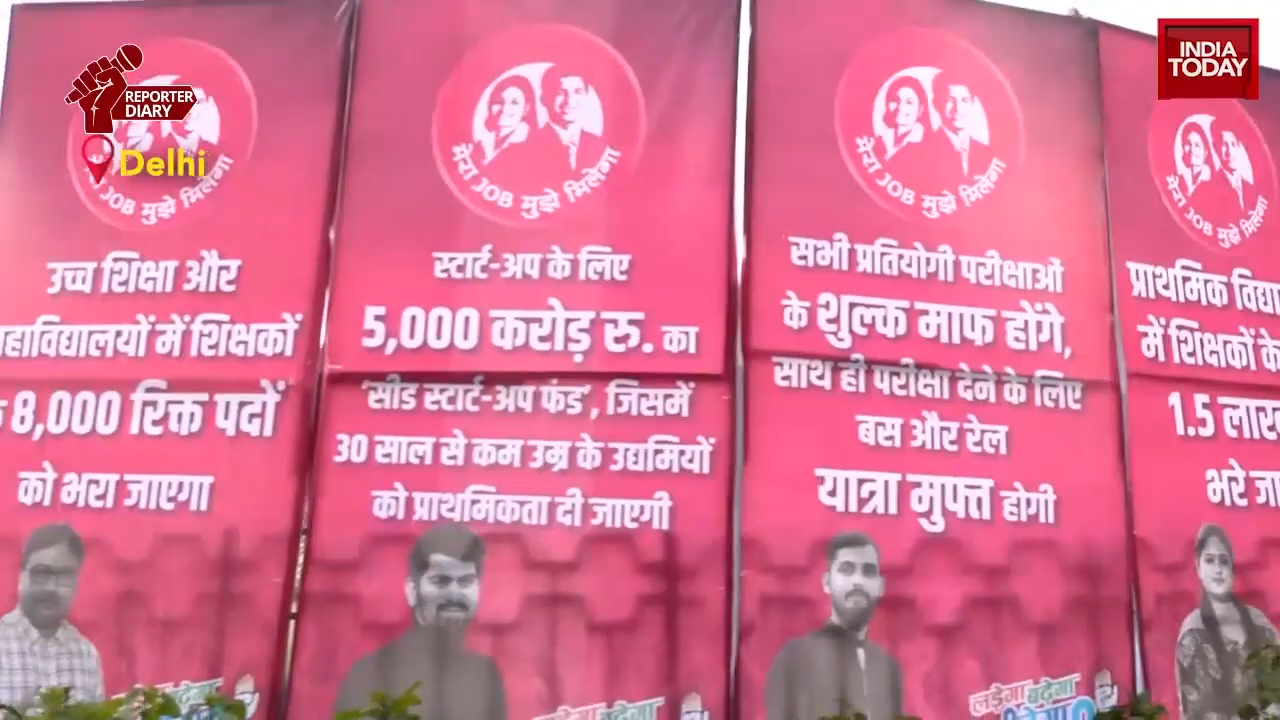 REPORTER
DIARY
Delhi
INDIA
TODAY
JOB मुझे मिलेगा
उच्च शिक्षा और
में शिक्षकों
8,000 रिक्त पदों
को भरा जाएगा
मेरा JOB मुझे मिलेगा
स्टार्ट-अप के लिए
5,000 करोड़ रु. का
'सीड स्टार्ट-अप फंड', जिसमें
30 साल से कम उम्र के उद्यमियों
को प्राथमिकता दी जाएगी
मेरा JOB मुझे मिलेगा
सभी प्रतियोगी परीक्षाओं
के शुल्क माफ होंगे,
साथ ही परीक्षा देने के लिए
बस और रेल
यात्रा मुफ्त होगी
लड़ेगा बढ़ेगा
मेरा JOB मुझे मिलेगा
प्राथमिक
में शिक्षकों के
1.5
भरे